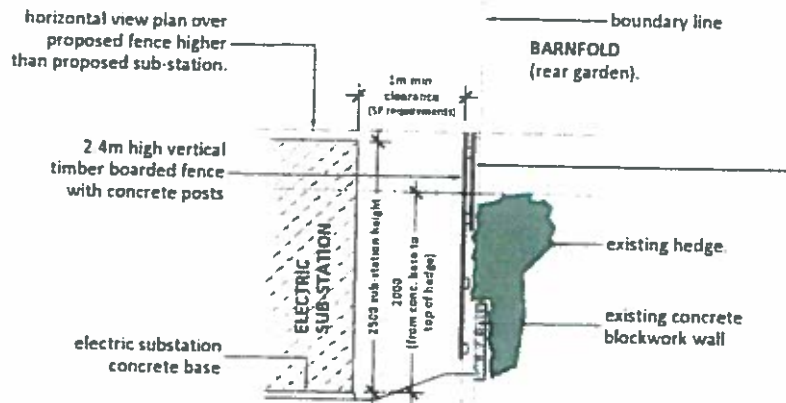 horizontal view plan over
proposed fence higher
than proposed sub-station.
boundary line
BARNFOLD
(rear garden).
1m min
clearance
(SP requirements)
2 4m high vertical
timber boarded fence
with concrete posts
ELECTRIC
SUB-STATION
2500 sub-station height
2000
(from conc. base to
top of hedge)
existing hedge
existing concrete
blockwork wall
electric substation
concrete base